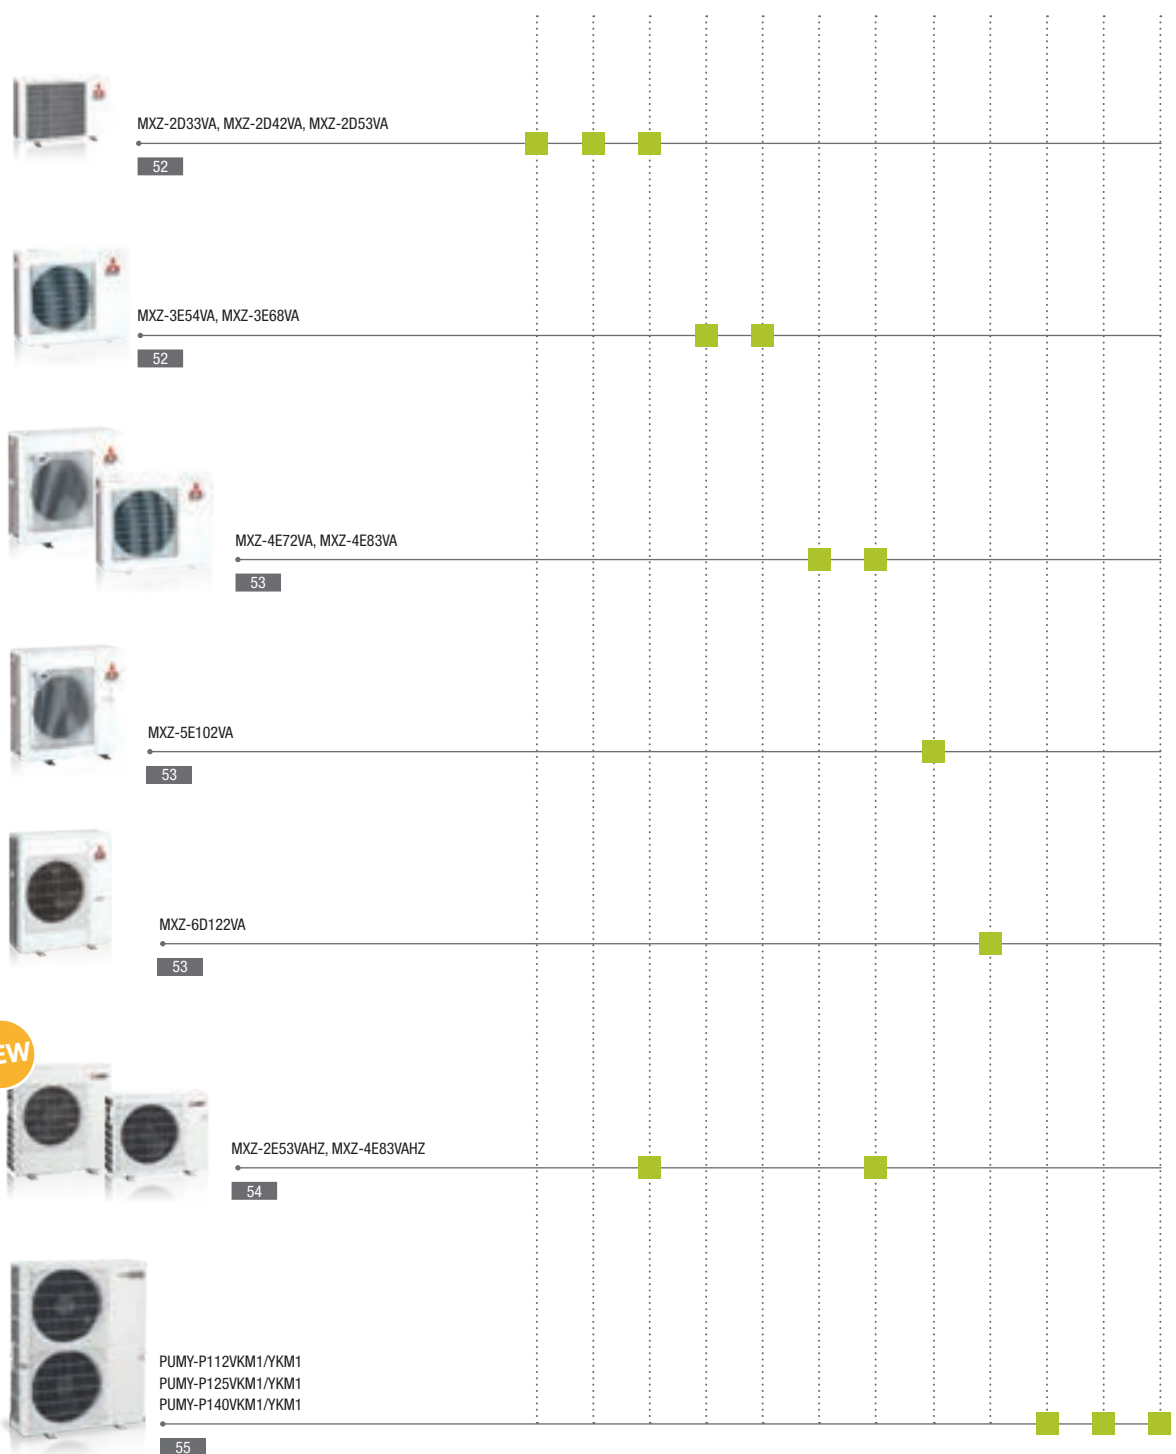 MXZ-2D33VA, MXZ-2D42VA, MXZ-2D53VA
52
MXZ-3E54VA, MXZ-3E68VA
52
MXZ-4E72VA, MXZ-4E83VA
53
MXZ-5E102VA
53
MXZ-6D122VA
53
EW
MXZ-2E53VAHZ, MXZ-4E83VAHZ
54
PUMY-P112VKM1/YKM1
PUMY-P125VKM1/YKM1
PUMY-P140VKM1/YKM1
55